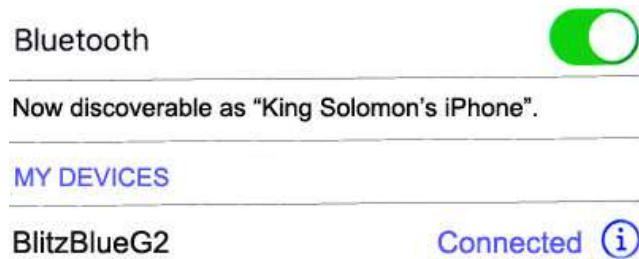 Bluetooth
Now discoverable as “King Solomon’s iPhone”.
MY DEVICES
BlitzBlueG2 Connected